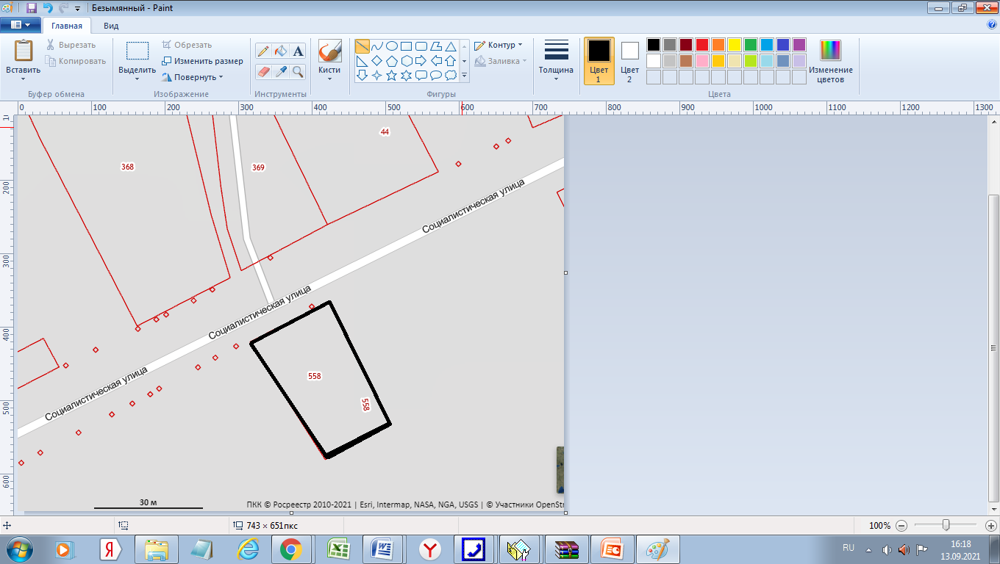 Безымянный - Paint
Главная Вид
Вставить
Вырезать
Копировать
Буфер обмена
Выделить
Обрезать
Изменить размер
Повернуть
Изображение
A
Инструменты
Кисти
Фигуры
Контур
Заливка
Толщина
Цвет 1
Цвет 2
Изменение цветов
Цвета
0 100 200 300 400 500 600 700 800 900 1000 1100 1200 1300
200
300
400
500
600
44
368
369
Социалистическая улица
Социалистическая улица
Социалистическая улица
558
558
30 м
ПКК © Росреестр 2010-2021 | Esri, Intermap, NASA, NGA, USGS | © Участники OpenStr
743 × 651пкс
100%
Я
RU
16:18
13.09.2021